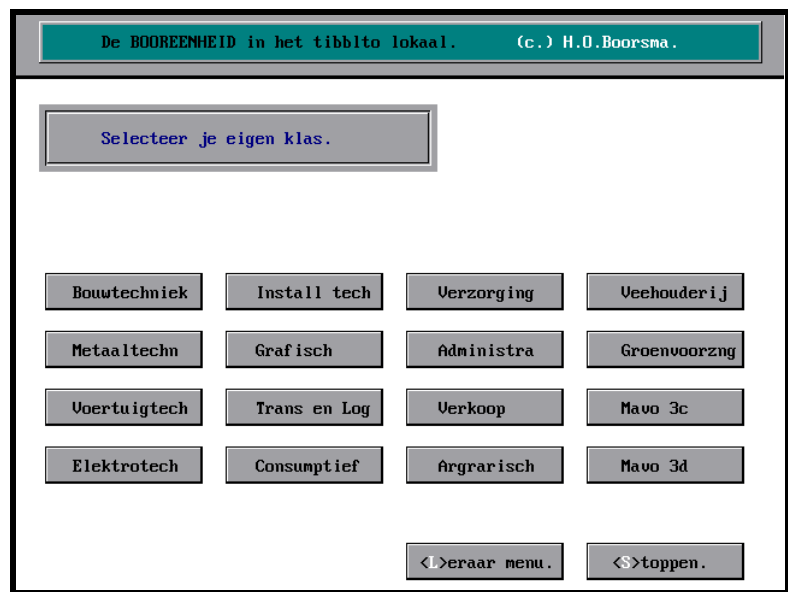 De BOOREENHEID in het tibblto lokaal. (c.) H.O.Boorsma.
Selecteer je eigen klas.
Bouwtechniek Install tech Verzorging Veehouderij
Metaaltechn Grafisch Administra Groenvoorzng
Voertuigtech Trans en Log Verkoop Mavo 3c
Elektrotech Consumptief Argrarisch Mavo 3d
<L>eraar menu. <S>toppen.